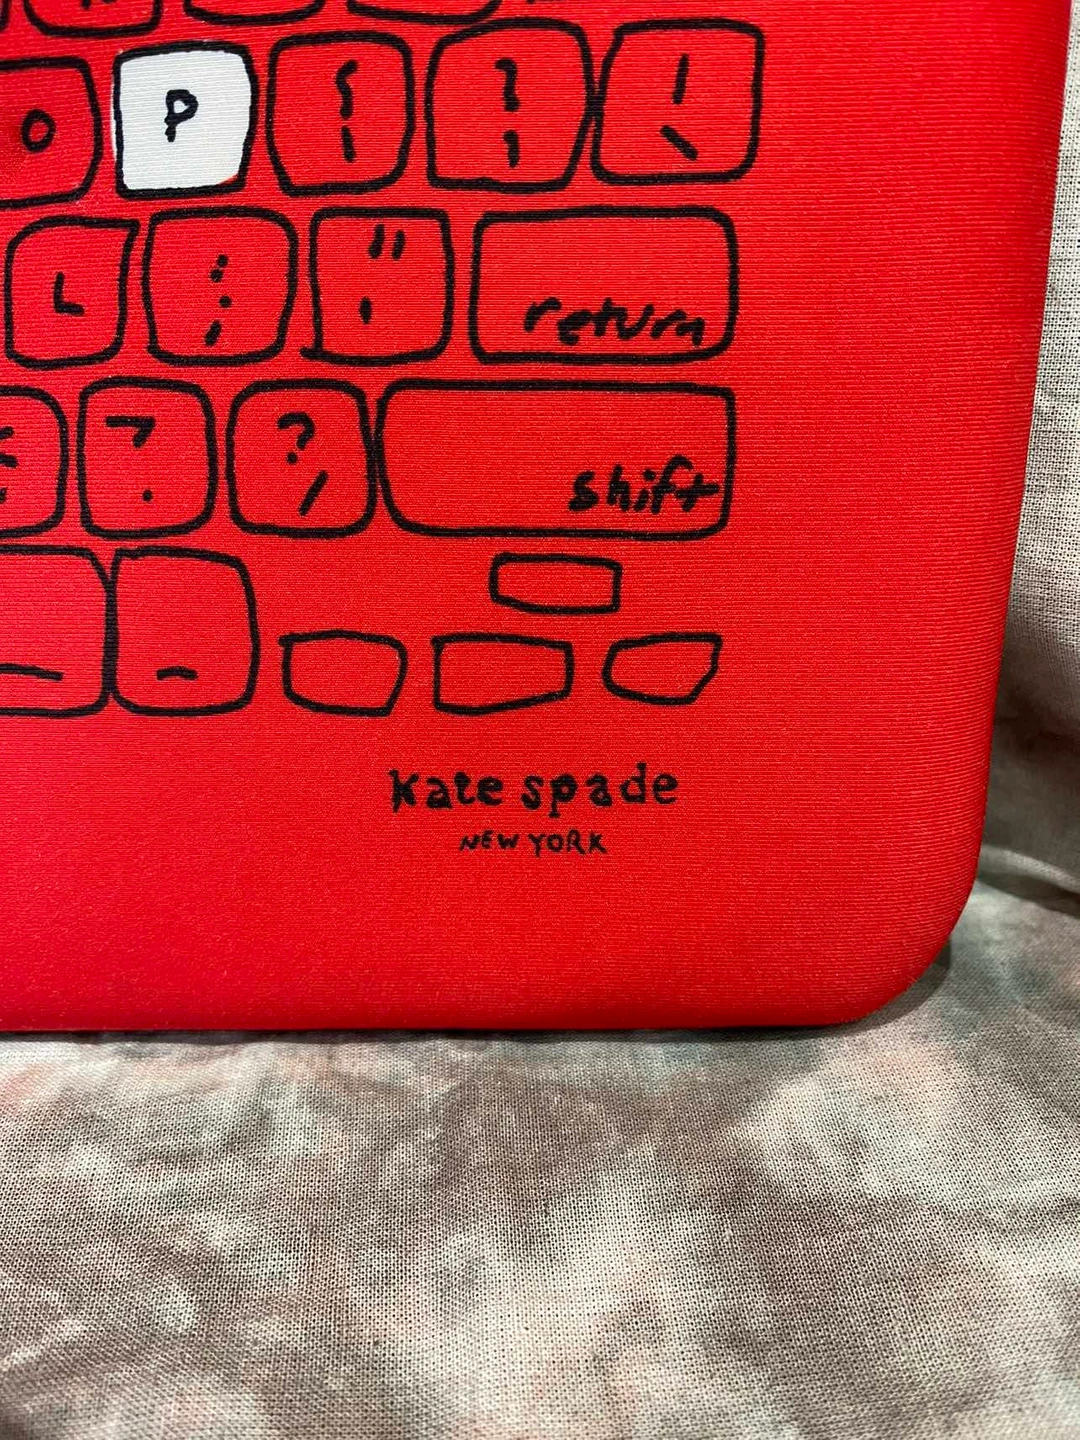 O P { [ } ] | \
L : ; " ' return
> . ? / shift
kate spade
NEW YORK